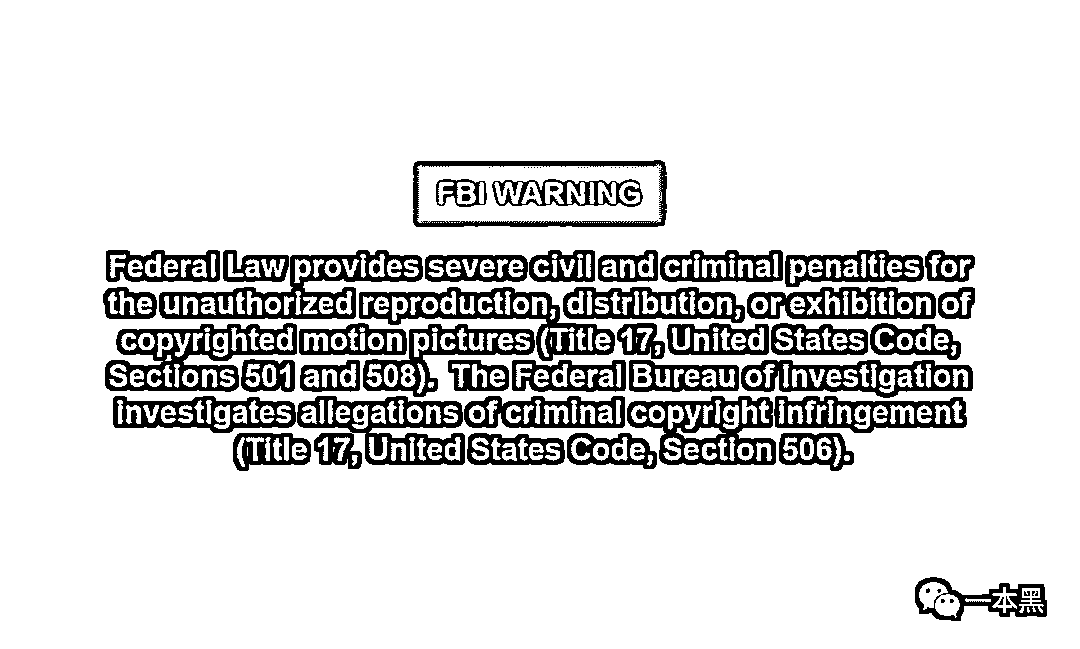 FBI WARNING
Federal Law provides severe civil and criminal penalties for
the unauthorized reproduction, distribution, or exhibition of
copyrighted motion pictures (Title 17, United States Code,
Sections 501 and 508).  The Federal Bureau of Investigation
investigates allegations of criminal copyright infringement
(Title 17, United States Code, Section 506).
一本黑